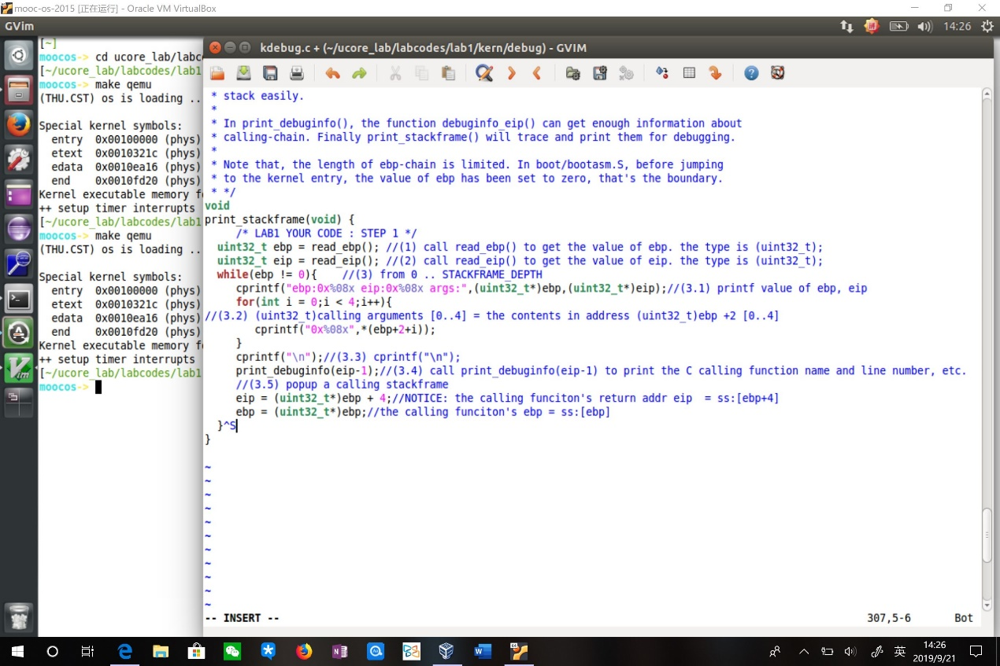 mooc-os-2015 [正在运行] - Oracle VM VirtualBox
GVim
14:26
[~]
moocos-> cd ucore_lab/labc
[~/ucore_lab/labcodes/lab1
moocos-> make qemu
(THU.CST) os is loading ..
Special kernel symbols:
entry 0x00100000 (phys)
etext 0x0010321c (phys)
edata 0x0010ea16 (phys)
end 0x0010fd20 (phys)
Kernel executable memory f
++ setup timer interrupts
[~/ucore_lab/labcodes/lab1
moocos-> make qemu
(THU.CST) os is loading ..
Special kernel symbols:
entry 0x00100000 (phys)
etext 0x0010321c (phys)
edata 0x0010ea16 (phys)
end 0x0010fd20 (phys)
Kernel executable memory f
++ setup timer interrupts
[~/ucore_lab/labcodes/lab1
moocos->
kdebug.c + (~/ucore_lab/labcodes/lab1/kern/debug) - GVIM
* stack easily.
*
* In print_debuginfo(), the function debuginfo_eip() can get enough information about
* calling-chain. Finally print_stackframe() will trace and print them for debugging.
*
* Note that, the length of ebp-chain is limited. In boot/bootasm.S, before jumping
* to the kernel entry, the value of ebp has been set to zero, that's the boundary.
* */
void
print_stackframe(void) {
/* LAB1 YOUR CODE : STEP 1 */
uint32_t ebp = read_ebp(); //(1) call read_ebp() to get the value of ebp. the type is (uint32_t);
uint32_t eip = read_eip(); //(2) call read_eip() to get the value of eip. the type is (uint32_t);
while(ebp != 0){ //(3) from 0 .. STACKFRAME_DEPTH
cprintf("ebp:0x%08x eip:0x%08x args:",(uint32_t*)ebp,(uint32_t*)eip);//(3.1) printf value of ebp, eip
for(int i = 0;i < 4;i++){
//(3.2) (uint32_t)calling arguments [0..4] = the contents in address (uint32_t)ebp +2 [0..4]
cprintf("0x%08x",*(ebp+2+i));
}
cprintf("\n");//(3.3) cprintf("\n");
print_debuginfo(eip-1);//(3.4) call print_debuginfo(eip-1) to print the C calling function name and line number, etc.
//(3.5) popup a calling stackframe
eip = (uint32_t*)ebp + 4;//NOTICE: the calling funciton's return addr eip  = ss:[ebp+4]
ebp = (uint32_t*)ebp;//the calling funciton's ebp = ss:[ebp]
}^S
}
~
~
~
~
~
~
~
~
~
~
~
-- INSERT --
307,5-6
Bot
英
14:26
2019/9/21